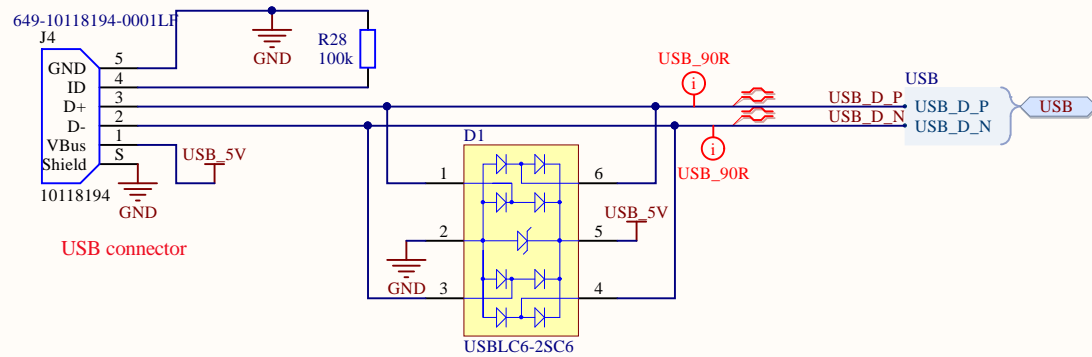 649-10118194-0001LF
J4
GND 5
ID 4
D+ 3
D- 2
VBus 1
Shield S
10118194
USB connector
GND
R28
100k
USB_5V
GND
USB_90R
i
i
USB_90R
USB_D_P
USB_D_N
USB
USB_D_P
USB_D_N
USB
D1
1
2
3
6
5
4
GND
USB_5V
USBLC6-2SC6